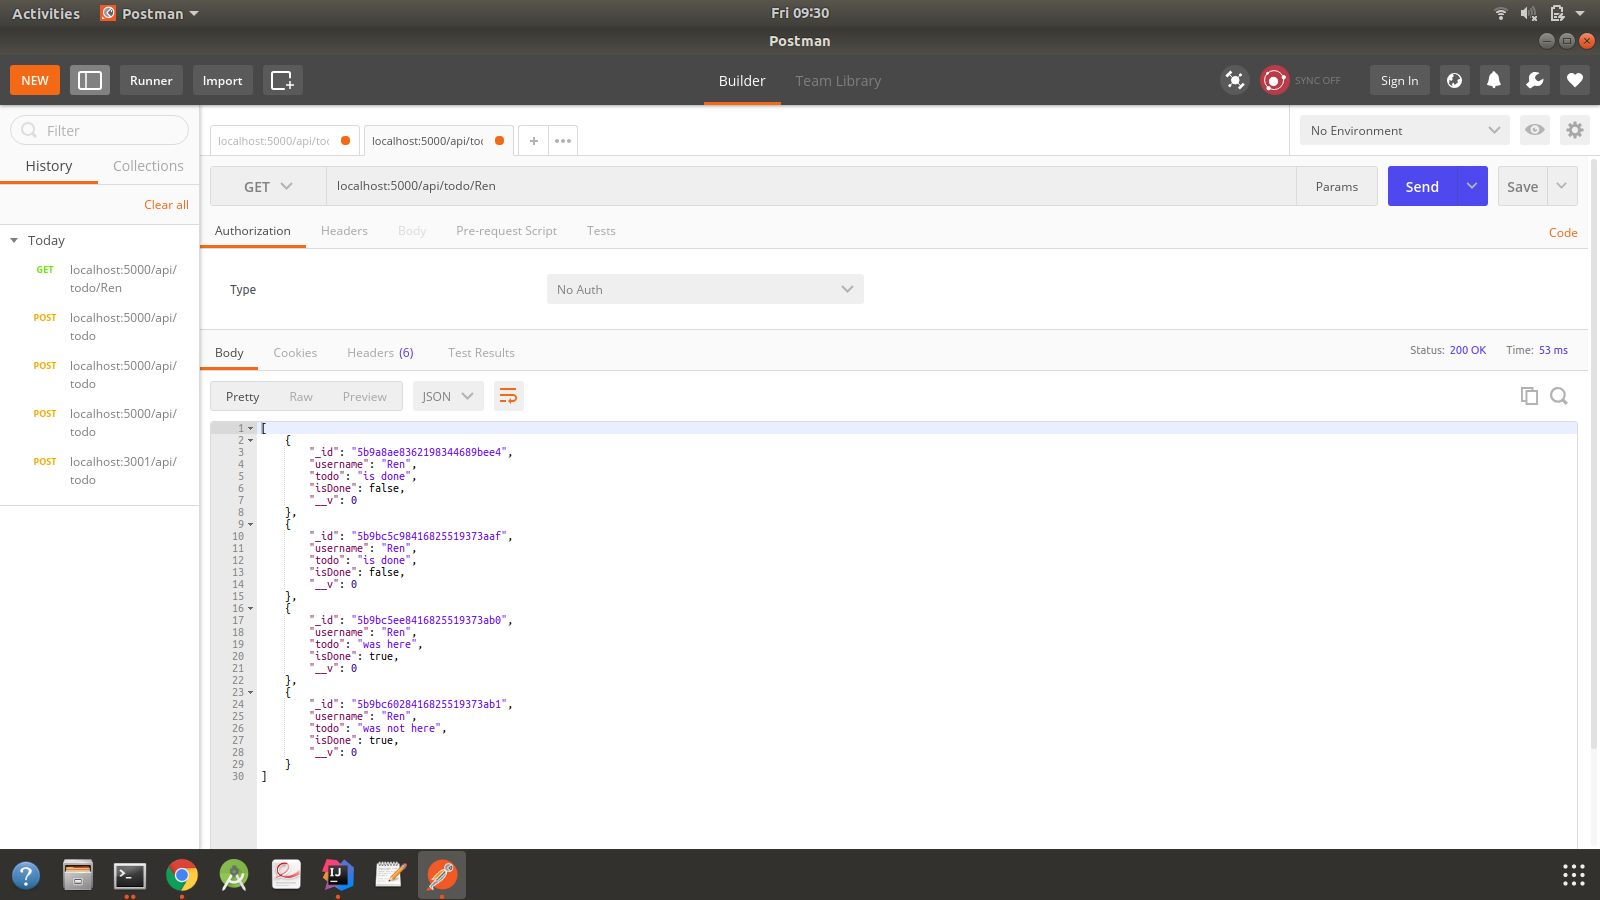 Activities Postman Fri 09:30
Postman
NEW Runner Import Builder Team Library SYNC OFF Sign In
Filter
History Collections
Clear all
Today
GET localhost:5000/api/
todo/Ren
POST localhost:5000/api/
todo
POST localhost:5000/api/
todo
POST localhost:5000/api/
todo
POST localhost:3001/api/
todo
localhost:5000/api/toc localhost:5000/api/toc + ••• No Environment
GET localhost:5000/api/todo/Ren Params Send Save
Authorization Headers Body Pre-request Script Tests Code
Type No Auth
Body Cookies Headers (6) Test Results Status: 200 OK Time: 53 ms
Pretty Raw Preview JSON
1 [
2 {
3 "_id": "5b9a8ae8362198344689bee4",
4 "username": "Ren",
5 "todo": "is done",
6 "isDone": false,
7 "__v": 0
8 },
9 {
10 "_id": "5b9bc5c98416825519373aaf",
11 "username": "Ren",
12 "todo": "is done",
13 "isDone": false,
14 "__v": 0
15 },
16 {
17 "_id": "5b9bc5ee8416825519373ab0",
18 "username": "Ren",
19 "todo": "was here",
20 "isDone": true,
21 "__v": 0
22 },
23 {
24 "_id": "5b9bc6028416825519373ab1",
25 "username": "Ren",
26 "todo": "was not here",
27 "isDone": true,
28 "__v": 0
29 }
30 ]
IJ